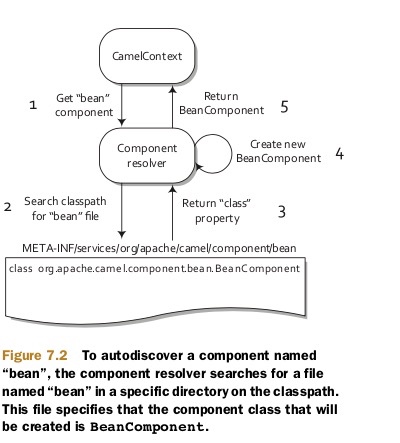 CamelContext
1
Get “bean”
component
Return
BeanComponent
5
Component
resolver
Create new
BeanComponent
4
2
Search classpath
for “bean” file
Return “class”
property
3
META-INF/services/org/apache/camel/component/bean
class org.apache.camel.component.bean.BeanComponent
Figure 7.2 To autodiscover a component named
“bean”, the component resolver searches for a file
named “bean” in a specific directory on the classpath.
This file specifies that the component class that will
be created is BeanComponent.